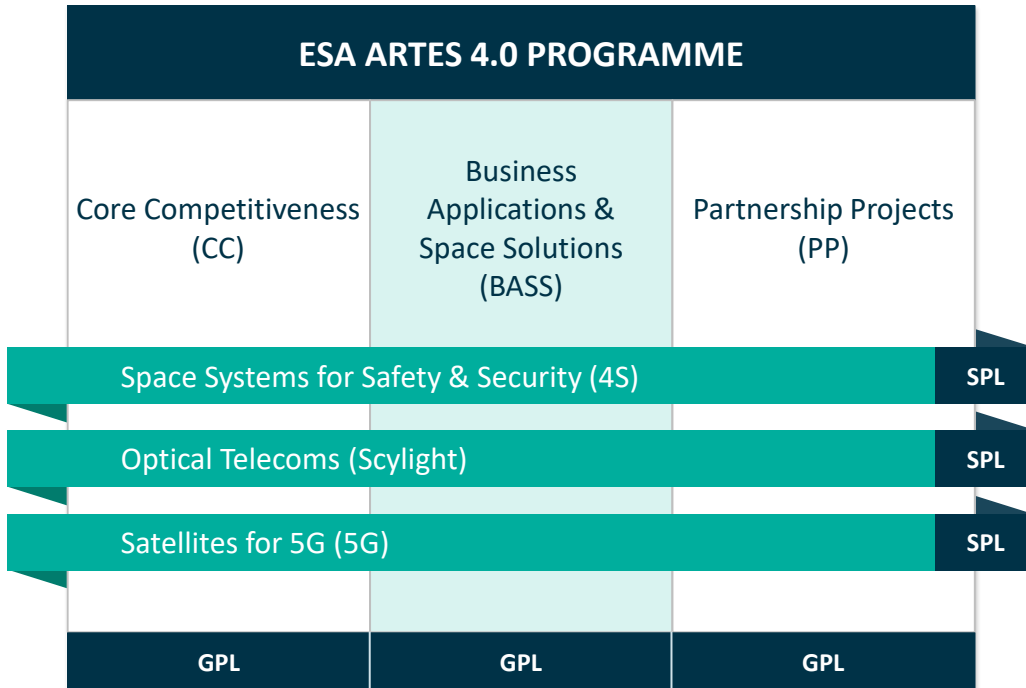 ESA ARTES 4.0 PROGRAMME
Core Competitiveness
(CC)
Business
Applications &
Space Solutions
(BASS)
Partnership Projects
(PP)
Space Systems for Safety & Security (4S)
SPL
Optical Telecoms (Scylight)
SPL
Satellites for 5G (5G)
SPL
GPL
GPL
GPL